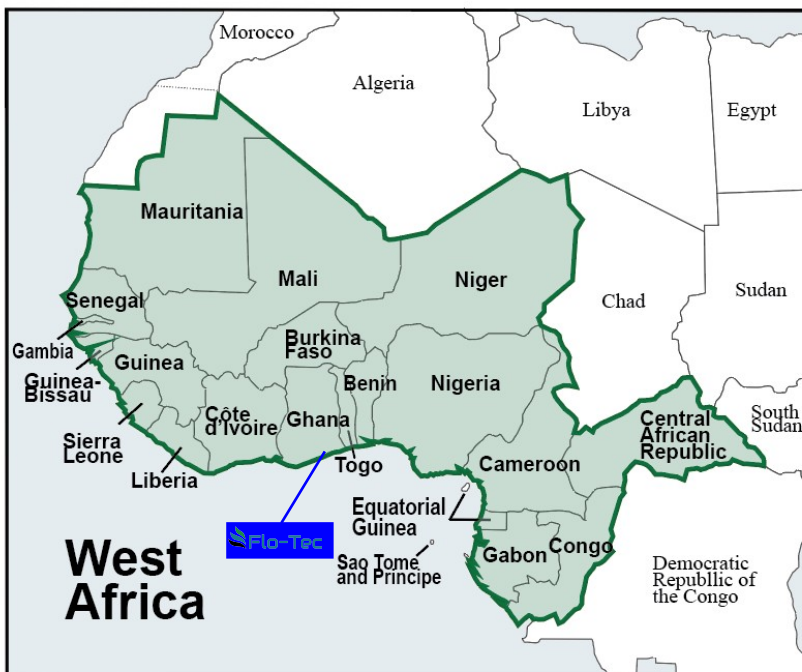 Morocco
Algeria
Libya
Egypt
Mauritania
Mali
Niger
Chad
Sudan
Senegal
Gambia
Guinea-
Bissau
Guinea
Burkina
Faso
Benin
Nigeria
Sierra
Leone
Liberia
Côte
d'Ivoire
Ghana
Togo
Cameroon
Central
African
Republic
South
Sudan
Equatorial
Guinea
Flo-Tec
Sao Tome
and Principe
Gabon
Congo
Democratic
Republlic of
the Congo
West
Africa